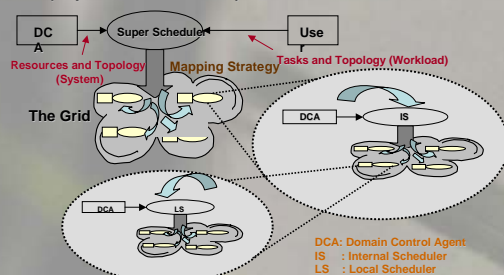 DC
A
Super Scheduler
Use
r
Resources and Topology
(System)
Mapping Strategy
Tasks and Topology (Workload)
The Grid
DCA
IS
DCA
LS
DCA: Domain Control Agent
IS : Internal Scheduler
LS : Local Scheduler